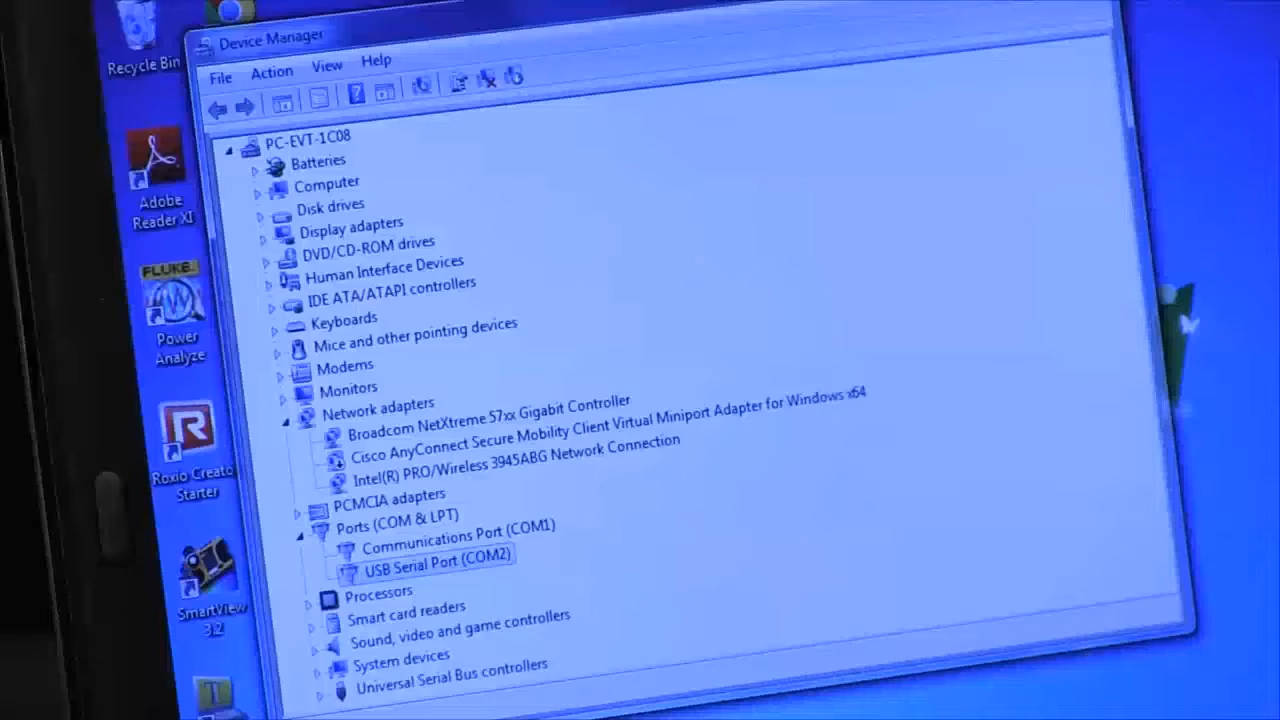 Recycle Bin
Device Manager
File Action View Help
PC-EVT-1C08
Batteries
Computer
Disk drives
Display adapters
DVD/CD-ROM drives
Human Interface Devices
IDE ATA/ATAPI controllers
Keyboards
Mice and other pointing devices
Modems
Monitors
Network adapters
Broadcom NetXtreme 57xx Gigabit Controller
Cisco AnyConnect Secure Mobility Client Virtual Miniport Adapter for Windows x64
Intel(R) PRO/Wireless 3945ABG Network Connection
PCMCIA adapters
Ports (COM & LPT)
Communications Port (COM1)
USB Serial Port (COM2)
Processors
Smart card readers
Sound, video and game controllers
System devices
Universal Serial Bus controllers
Adobe
Reader XI
FLUKE.
Power
Analyze
Roxio Creato
Starter
SmartView
3.2